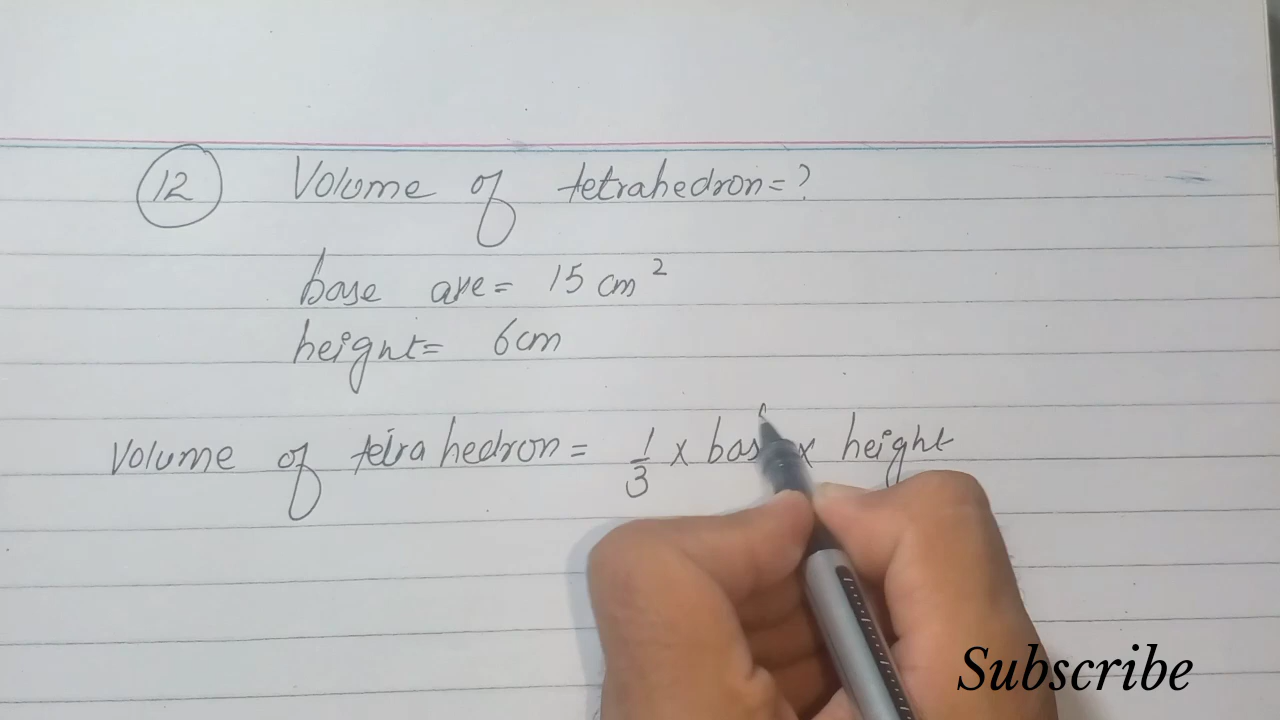 12 Volume of tetrahedron = ?
base are = 15 cm²
height = 6cm
Volume of tetrahedron = 1/3 x bas x height
Subscribe